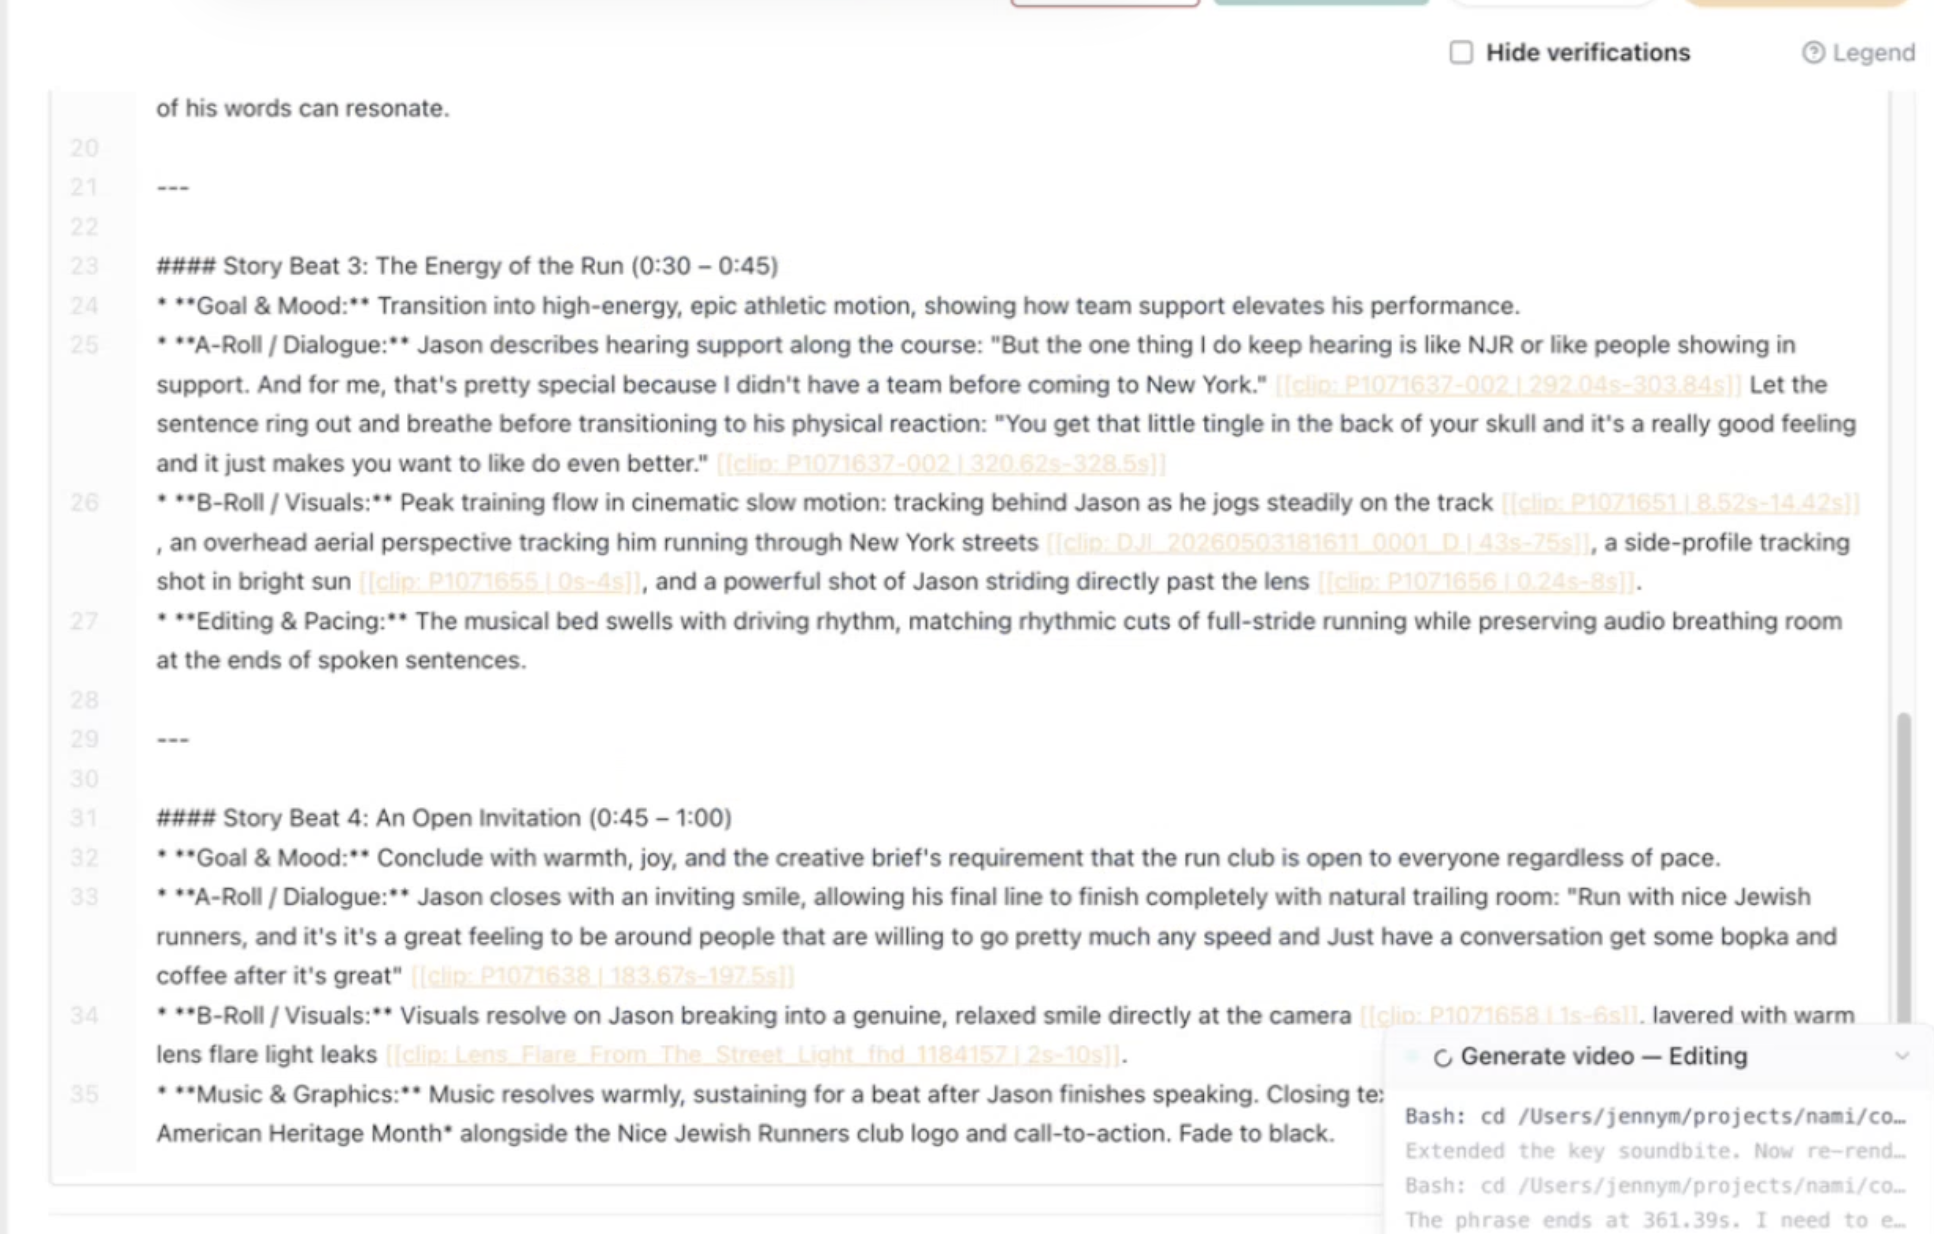 Hide verifications
Legend
of his words can resonate.
20
21 ---
22
23 #### Story Beat 3: The Energy of the Run (0:30 – 0:45)
24 * **Goal & Mood:** Transition into high-energy, epic athletic motion, showing how team support elevates his performance.
25 * **A-Roll / Dialogue:** Jason describes hearing support along the course: "But the one thing I do keep hearing is like NJR or like people showing in
support. And for me, that's pretty special because I didn't have a team before coming to New York." [[clip: P1071637-002 | 292.04s-303.84s]] Let the
sentence ring out and breathe before transitioning to his physical reaction: "You get that little tingle in the back of your skull and it's a really good feeling
and it just makes you want to like do even better." [[clip: P1071637-002 | 320.62s-328.5s]]
26 * **B-Roll / Visuals:** Peak training flow in cinematic slow motion: tracking behind Jason as he jogs steadily on the track [[clip: P1071651 | 8.52s-14.42s]]
, an overhead aerial perspective tracking him running through New York streets [[clip: DJI_20260503181611_0001_D | 43s-75s]], a side-profile tracking
shot in bright sun [[clip: P1071655 | 0s-4s]], and a powerful shot of Jason striding directly past the lens [[clip: P1071656 | 0.24s-8s]].
27 * **Editing & Pacing:** The musical bed swells with driving rhythm, matching rhythmic cuts of full-stride running while preserving audio breathing room
at the ends of spoken sentences.
28
29 ---
30
31 #### Story Beat 4: An Open Invitation (0:45 – 1:00)
32 * **Goal & Mood:** Conclude with warmth, joy, and the creative brief's requirement that the run club is open to everyone regardless of pace.
33 * **A-Roll / Dialogue:** Jason closes with an inviting smile, allowing his final line to finish completely with natural trailing room: "Run with nice Jewish
runners, and it's it's a great feeling to be around people that are willing to go pretty much any speed and Just have a conversation get some bopka and
coffee after it's great" [[clip: P1071638 | 183.67s-197.5s]]
34 * **B-Roll / Visuals:** Visuals resolve on Jason breaking into a genuine, relaxed smile directly at the camera [[clip: P1071658 | 1s-6s]], layered with warm
lens flare light leaks [[clip: Lens_Flare_From_The_Street_Light_fhd_1184157 | 2s-10s]].
35 * **Music & Graphics:** Music resolves warmly, sustaining for a beat after Jason finishes speaking. Closing
American Heritage Month* alongside the Nice Jewish Runners club logo and call-to-action. Fade to black.
Generate video — Editing
Bash: cd /Users/jennym/projects/nami/co…
Extended the key soundbite. Now re-rend…
Bash: cd /Users/jennym/projects/nami/co…
The phrase ends at 361.39s. I need to e…